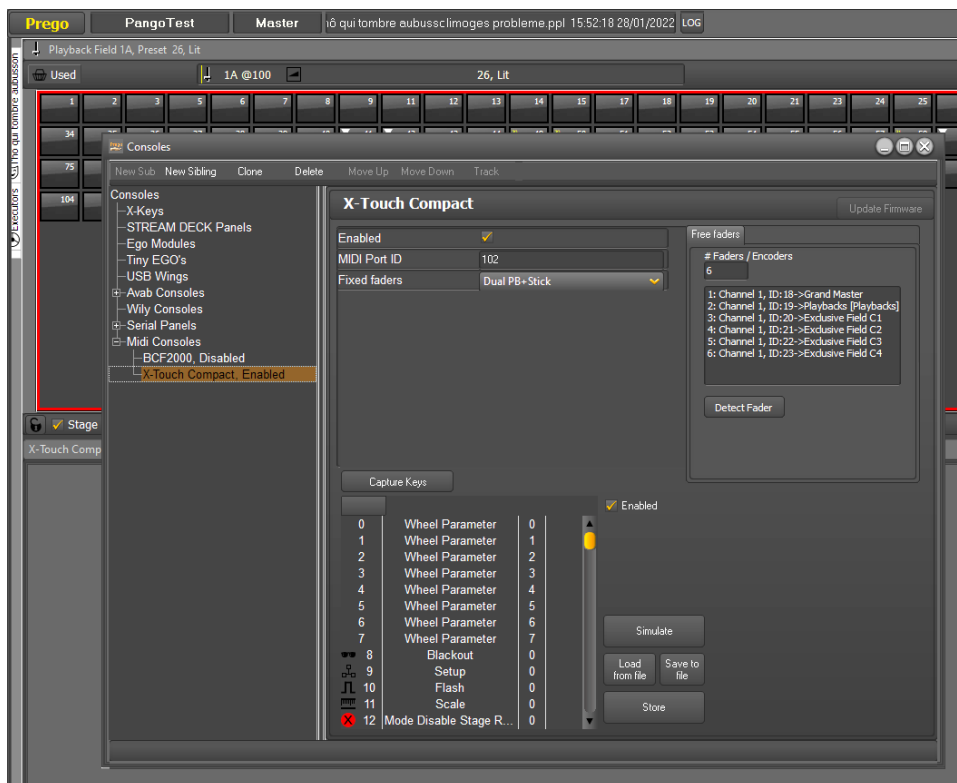 Prego PangoTest Master hô qui tombre aubussclimoges probleme.ppl 15:52:18 28/01/2022 LOG
Playback Field 1A, Preset 26, Lit
Used 1A @100 26, Lit
1 2 3 5 6 7 8 9 11 12 13 14 15 17 18 19 20 21 23 24 25
34
75
104
Tho qui tombre aubusson
Executors
Consoles
New Sub New Sibling Clone Delete Move Up Move Down Track
Consoles
X-Keys
STREAM DECK Panels
Ego Modules
Tiny EGO's
USB Wings
Avab Consoles
Wily Consoles
Serial Panels
Midi Consoles
BCF2000, Disabled
X-Touch Compact, Enabled
X-Touch Compact
Update Firmware
Enabled
MIDI Port ID 102
Fixed faders Dual PB+Stick
Free faders
# Faders / Encoders
6
1: Channel 1, ID:18->Grand Master
2: Channel 1, ID:19->Playbacks [Playbacks]
3: Channel 1, ID:20->Exclusive Field C1
4: Channel 1, ID:21->Exclusive Field C2
5: Channel 1, ID:22->Exclusive Field C3
6: Channel 1, ID:23->Exclusive Field C4
Detect Fader
Stage
X-Touch Comp
Capture Keys
Enabled
0 Wheel Parameter 0
1 Wheel Parameter 1
2 Wheel Parameter 2
3 Wheel Parameter 3
4 Wheel Parameter 4
5 Wheel Parameter 5
6 Wheel Parameter 6
7 Wheel Parameter 7
8 Blackout 0
9 Setup 0
10 Flash 0
11 Scale 0
12 Mode Disable Stage R... 0
Simulate
Load from file
Save to file
Store